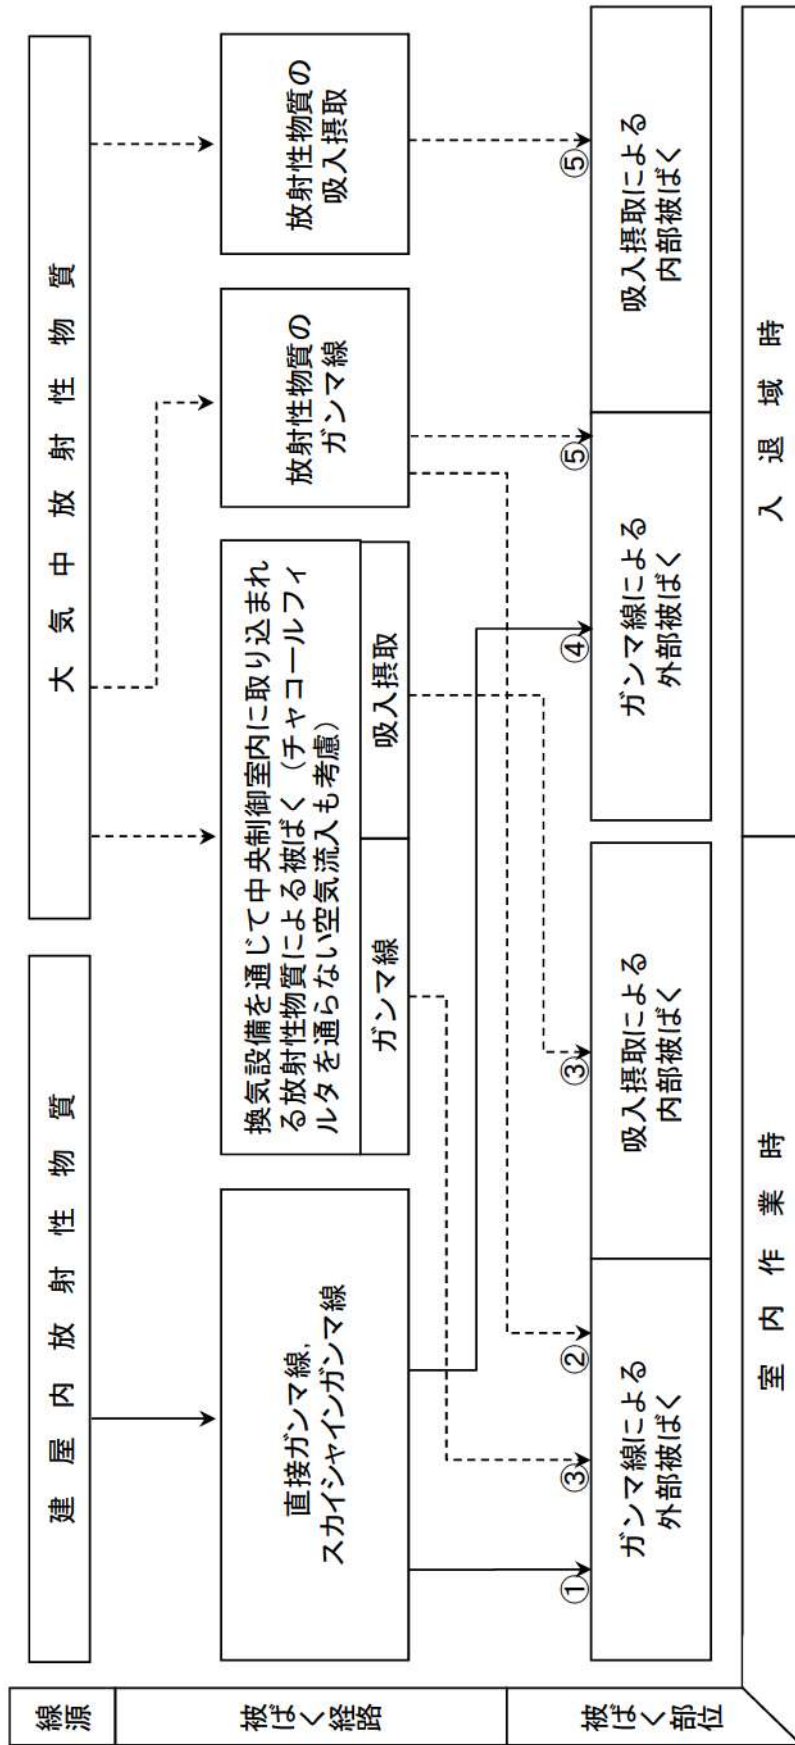 線源
建屋内放射性物質
大気中放射性物質
被ばく経路
直接ガンマ線,
スカイシャインガンマ線
換気設備を通じて中央制御室内に取り込まれ
る放射性物質による被ばく（チャコールフィ
ルタを通らない空気流入も考慮）
ガンマ線
吸入摂取
放射性物質の
ガンマ線
放射性物質の
吸入摂取
①
③
②
③
④
⑤
⑤
被ばく部位
ガンマ線による
外部被ばく
吸入摂取による
内部被ばく
ガンマ線による
外部被ばく
吸入摂取による
内部被ばく
室内作業時
入退域時